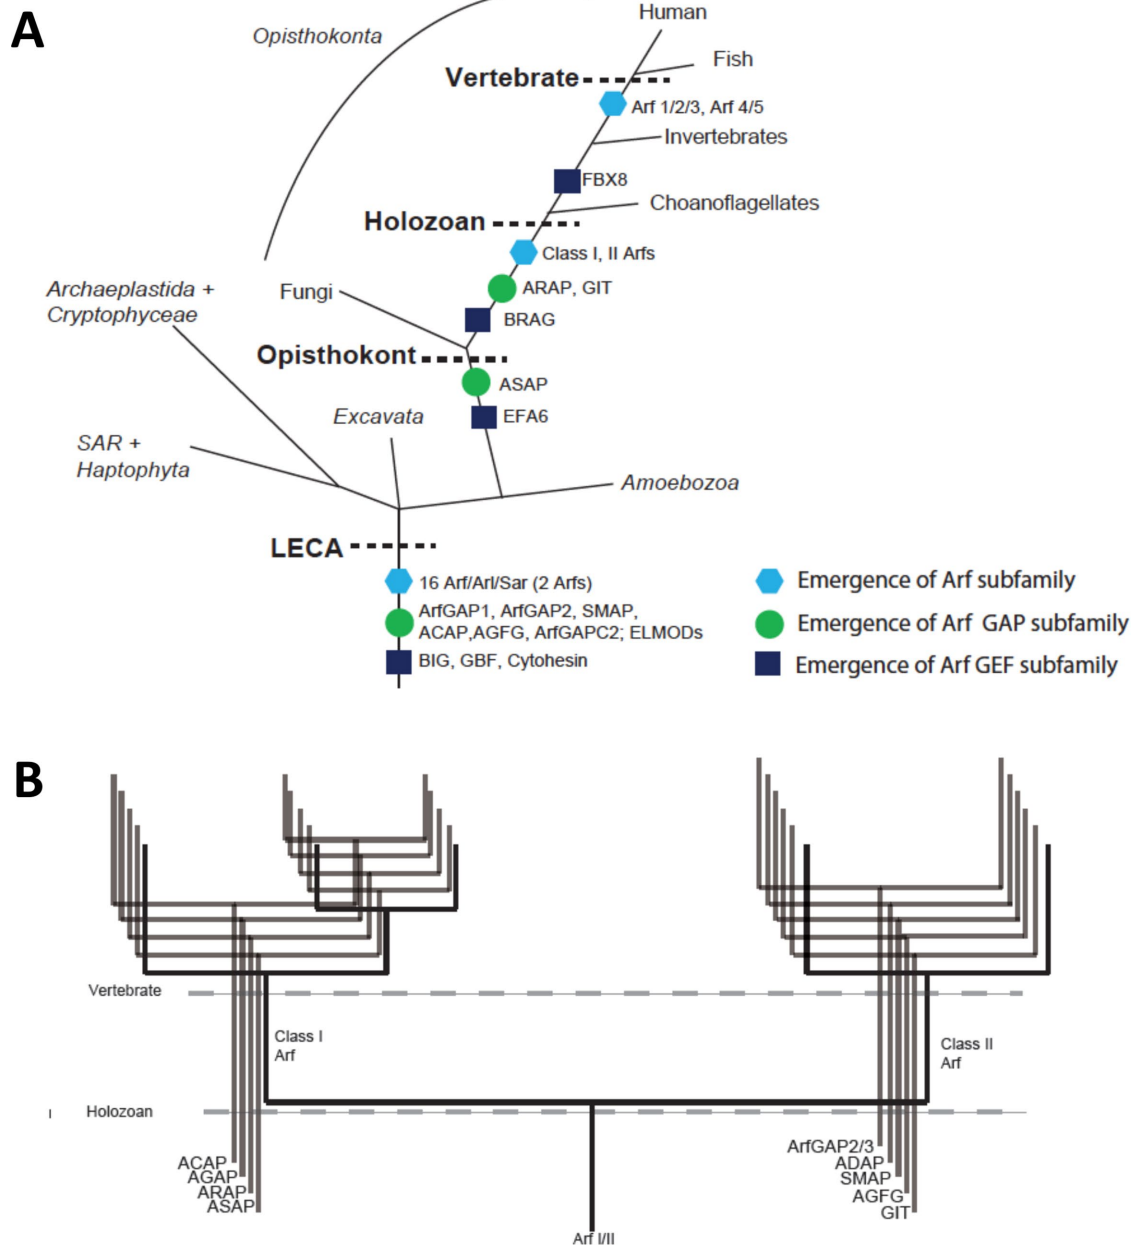 A
Opisthokonta
Human
Fish
Vertebrate
Arf 1/2/3, Arf 4/5
Invertebrates
FBX8
Choanoflagellates
Holozoan
Class I, II Arfs
ARAP, GIT
Archaeplastida +
Cryptophyceae
Fungi
BRAG
Opisthokont
ASAP
Excavata
EFA6
SAR +
Haptophyta
Amoebozoa
LECA
16 Arf/Arl/Sar (2 Arfs)
ArfGAP1, ArfGAP2, SMAP,
ACAP,AGFG, ArfGAPC2; ELMODs
BIG, GBF, Cytohesin
Emergence of Arf subfamily
Emergence of Arf GAP subfamily
Emergence of Arf GEF subfamily
B
Vertebrate
Class I
Arf
Class II
Arf
Holozoan
ACAP
AGAP
ARAP
ASAP
ArfGAP2/3
ADAP
SMAP
AGFG
GIT
Arf I/II